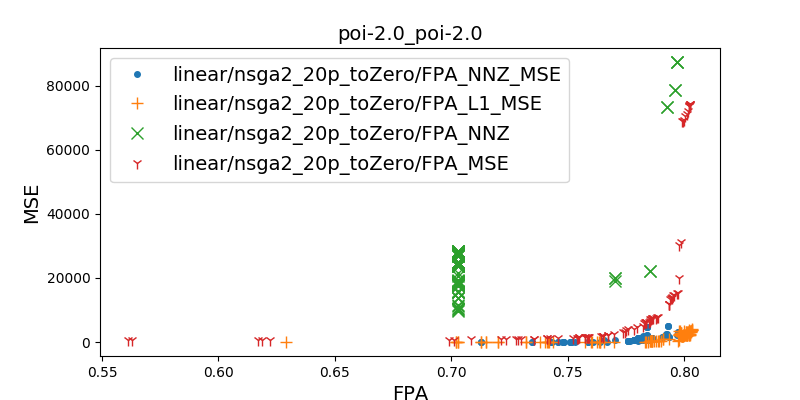 poi-2.0_poi-2.0
linear/nsga2_20p_toZero/FPA_NNZ_MSE
linear/nsga2_20p_toZero/FPA_L1_MSE
linear/nsga2_20p_toZero/FPA_NNZ
linear/nsga2_20p_toZero/FPA_MSE
MSE
80000
60000
40000
20000
0
0.55
0.60
0.65
0.70
0.75
0.80
FPA